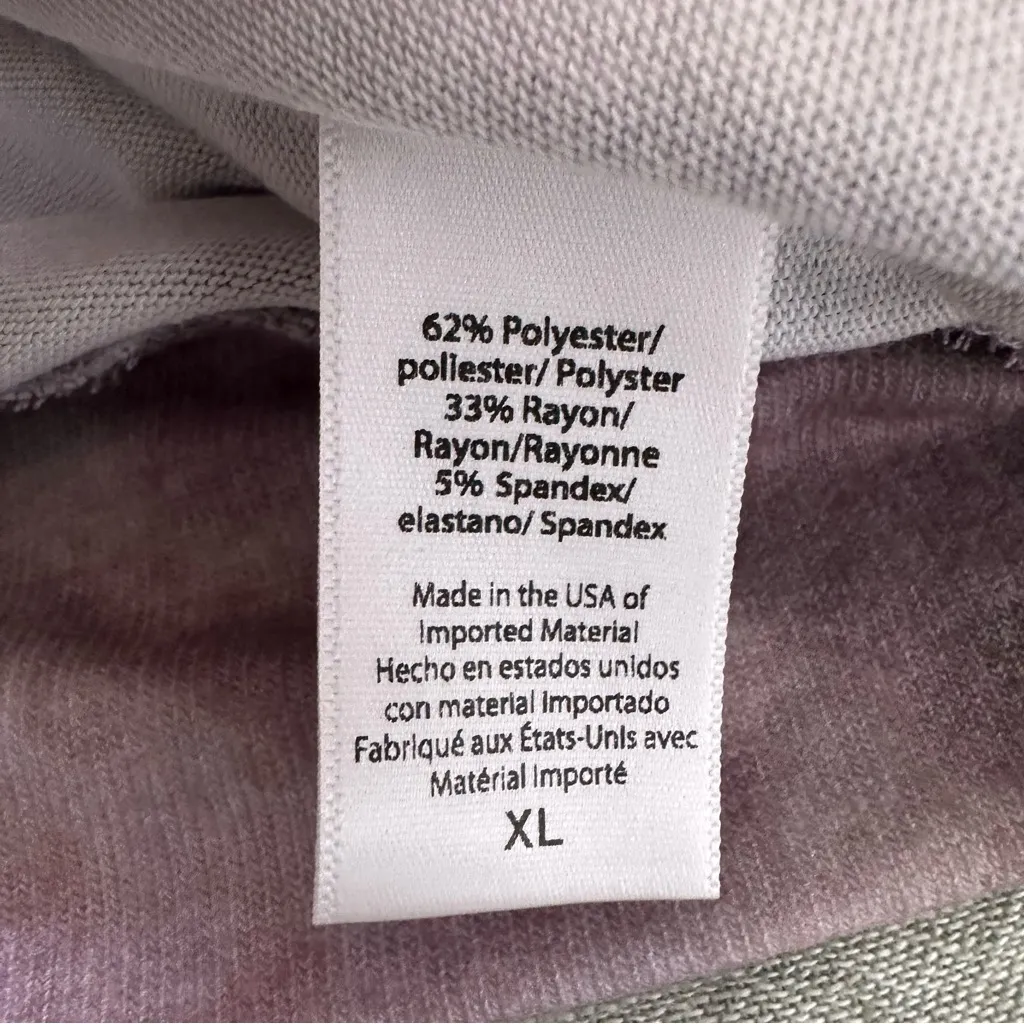 62% Polyester/
poliester/ Polyster
33% Rayon/
Rayon/Rayonne
5% Spandex/
elastano/ Spandex
Made in the USA of
Imported Material
Hecho en estados unidos
con material Importado
Fabriqué aux États-Unis avec
Matérial Importé
XL